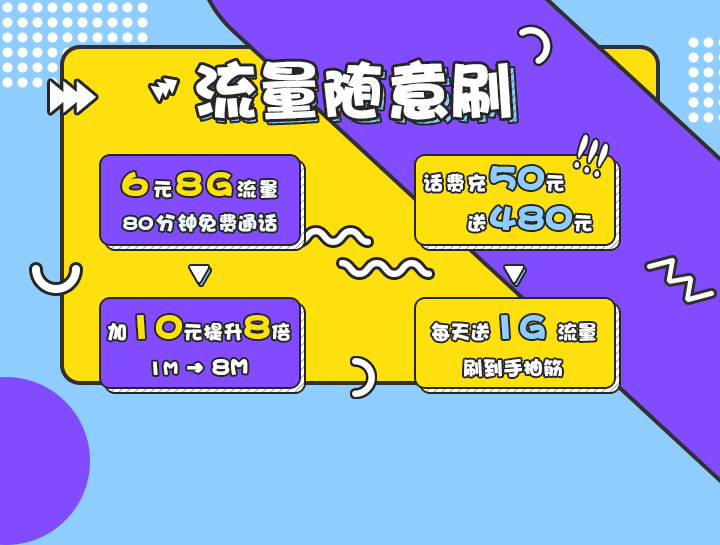 流量随意刷
6元8G流量
80分钟免费通话
加10元提升8倍
1M → 8M
话费充50元
送480元
每天送1G 流量
刷到手抽筋